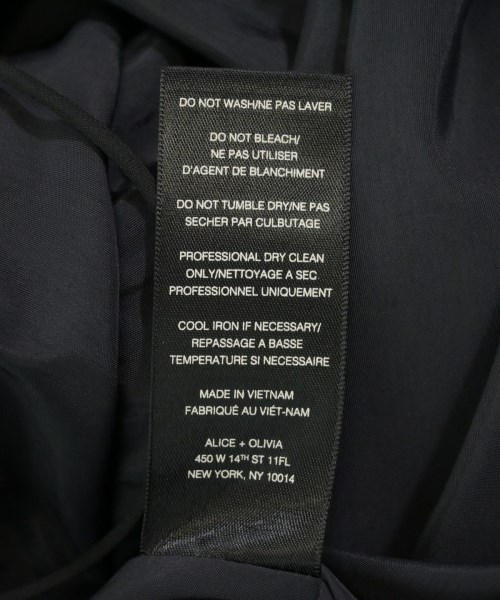 DO NOT WASH/NE PAS LAVER
DO NOT BLEACH/
NE PAS UTILISER
D'AGENT DE BLANCHIMENT
DO NOT TUMBLE DRY/NE PAS
SECHER PAR CULBUTAGE
PROFESSIONAL DRY CLEAN
ONLY/NETTOYAGE A SEC
PROFESSIONNEL UNIQUEMENT
COOL IRON IF NECESSARY/
REPASSAGE A BASSE
TEMPERATURE SI NECESSAIRE
MADE IN VIETNAM
FABRIQUÉ AU VIÉT-NAM
ALICE + OLIVIA
450 W 14TH ST 11FL
NEW YORK, NY 10014